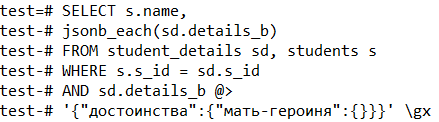 test=# SELECT s.name,
test-# jsonb_each(sd.details_b)
test-# FROM student_details sd, students s
test-# WHERE s.s_id = sd.s_id
test-# AND sd.details_b @>
test-# '{"достоинства":{"мать-героиня":{}}}' \gx